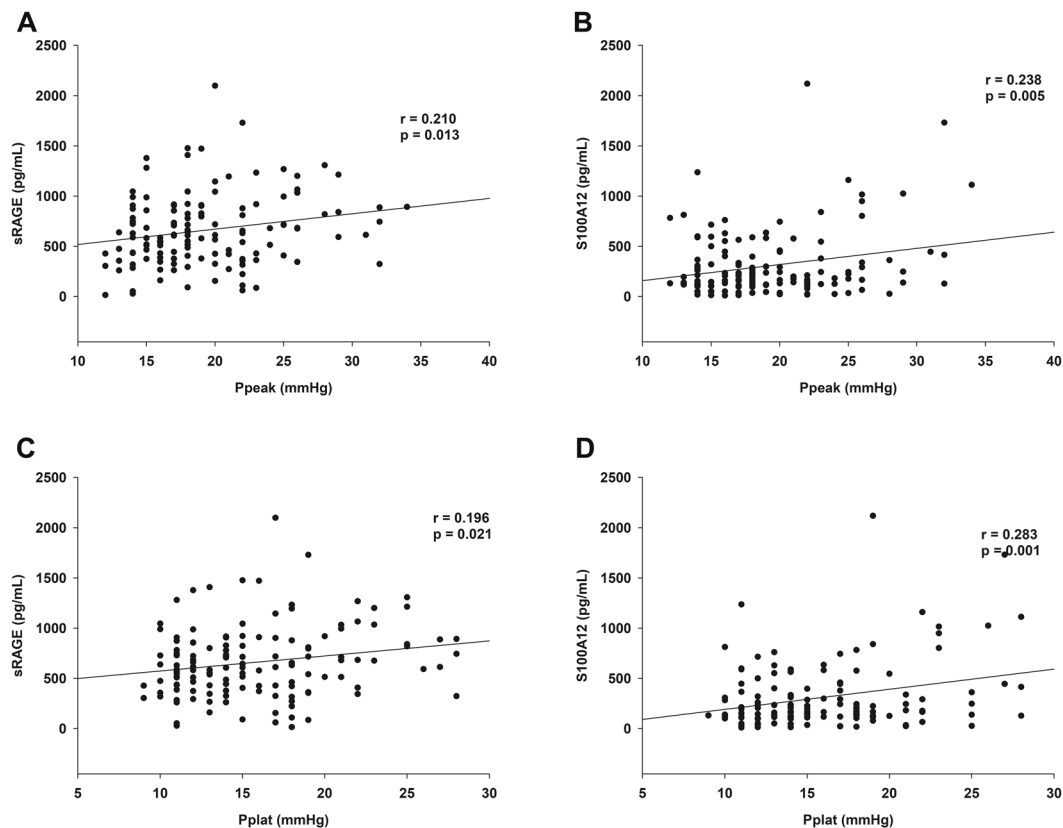 A
2500
2000
1500
1000
500
0
sRAGE (pg/mL)
r = 0.210
p = 0.013
10 15 20 25 30 35 40
Ppeak (mmHg)
B
2500
2000
1500
1000
500
0
S100A12 (pg/mL)
r = 0.238
p = 0.005
10 15 20 25 30 35 40
Ppeak (mmHg)
C
2500
2000
1500
1000
500
0
sRAGE (pg/mL)
r = 0.196
p = 0.021
5 10 15 20 25 30
Pplat (mmHg)
D
2500
2000
1500
1000
500
0
S100A12 (pg/mL)
r = 0.283
p = 0.001
5 10 15 20 25 30
Pplat (mmHg)